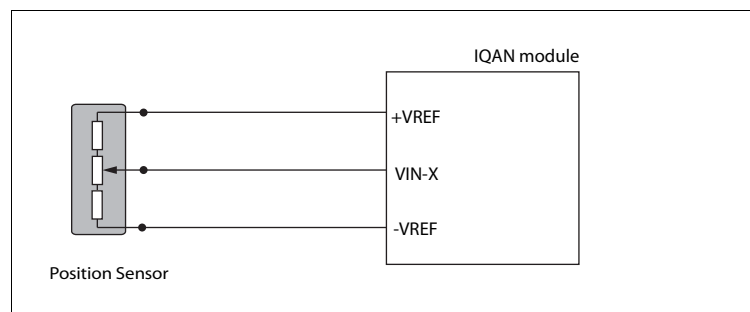 IQAN module
+VREF
VIN-X
-VREF
Position Sensor